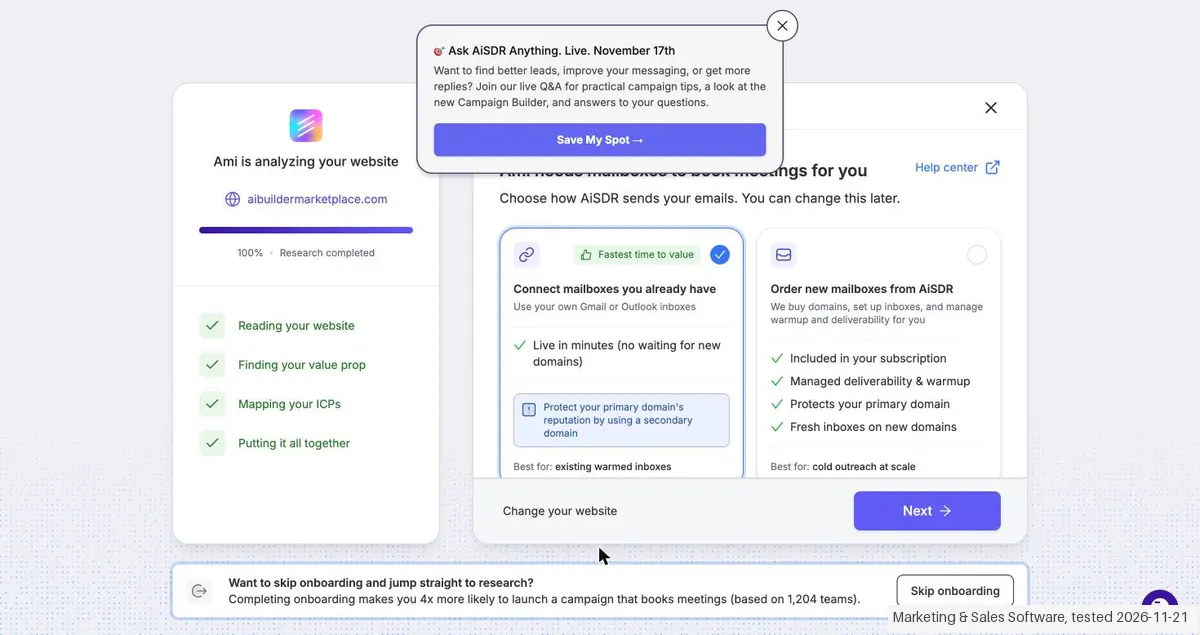 🎯 Ask AiSDR Anything. Live. November 17th
Want to find better leads, improve your messaging, or get more
replies? Join our live Q&A for practical campaign tips, a look at the
new Campaign Builder, and answers to your questions.
Save My Spot →
Ami is analyzing your website
aibuildermarketplace.com
100% • Research completed
Reading your website
Finding your value prop
Mapping your ICPs
Putting it all together
Ami needs mailboxes to book meetings for you
Help center
Choose how AiSDR sends your emails. You can change this later.
Fastest time to value
Connect mailboxes you already have
Use your own Gmail or Outlook inboxes
Live in minutes (no waiting for new
domains)
Protect your primary domain's
reputation by using a secondary
domain
Best for: existing warmed inboxes
Order new mailboxes from AiSDR
We buy domains, set up inboxes, and manage
warmup and deliverability for you
Included in your subscription
Managed deliverability & warmup
Protects your primary domain
Fresh inboxes on new domains
Best for: cold outreach at scale
Change your website
Next →
Want to skip onboarding and jump straight to research?
Completing onboarding makes you 4x more likely to launch a campaign that books meetings (based on 1,204 teams).
Skip onboarding
Marketing & Sales Software, tested 2026-11-21